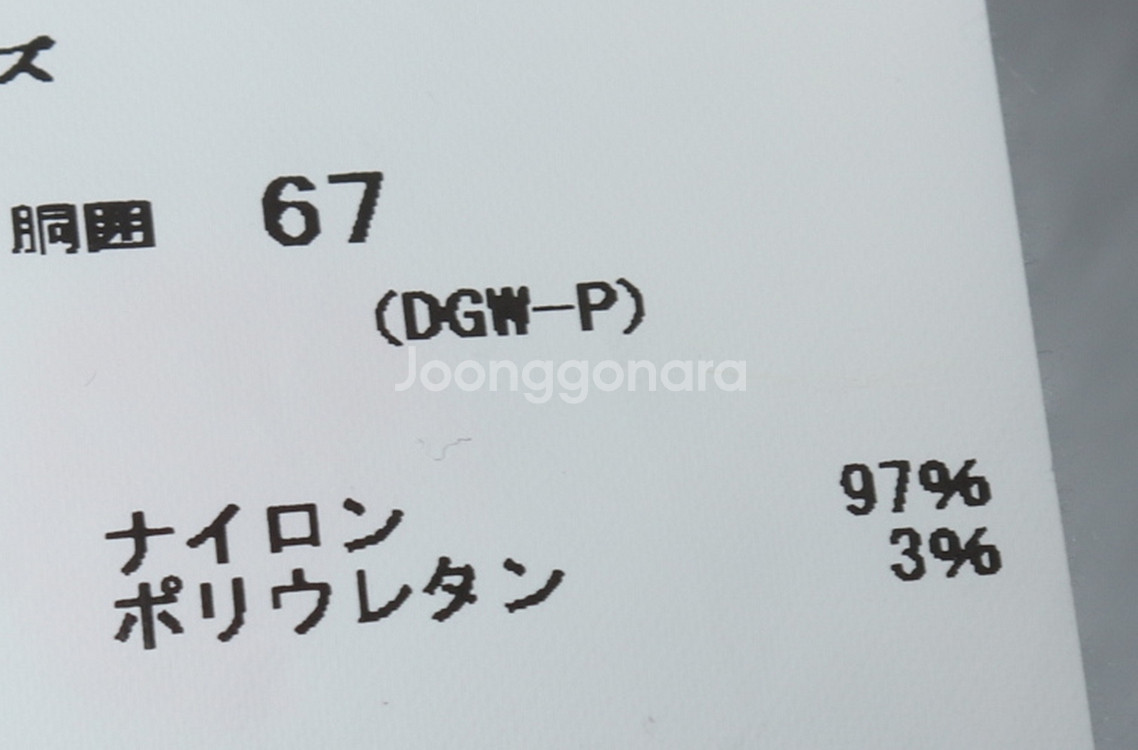 ズ
胴囲 67
(DGW-P)
Joonggonara
ナイロン 97%
ポリウレタン 3%